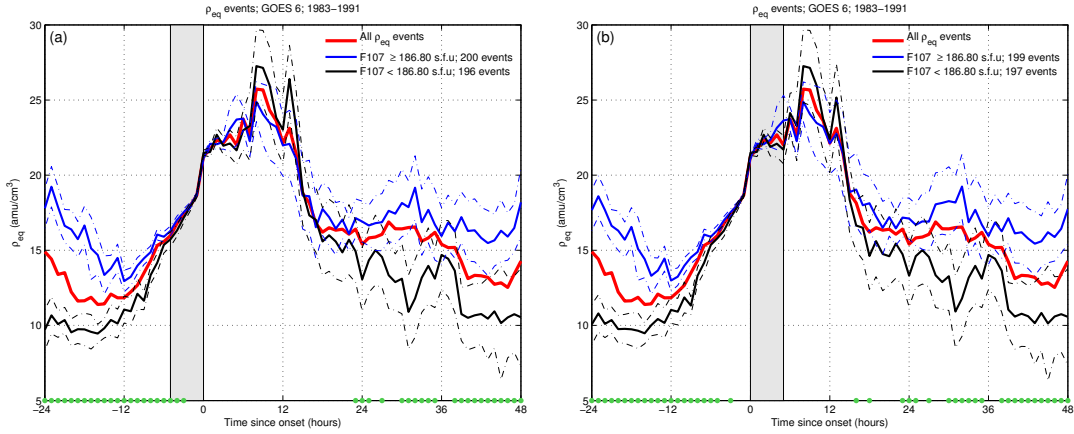 ρeq events; GOES 6; 1983−1991
(a)
All ρeq events
F107 ≥ 186.80 s.f.u; 200 events
F107 < 186.80 s.f.u; 196 events
30
25
20
15
10
5
ρeq (amu/cm3)
−24 −12 0 12 24 36 48
Time since onset (hours)
ρeq events; GOES 6; 1983−1991
(b)
All ρeq events
F107 ≥ 186.80 s.f.u; 199 events
F107 < 186.80 s.f.u; 197 events
30
25
20
15
10
5
ρeq (amu/cm3)
−24 −12 0 12 24 36 48
Time since onset (hours)